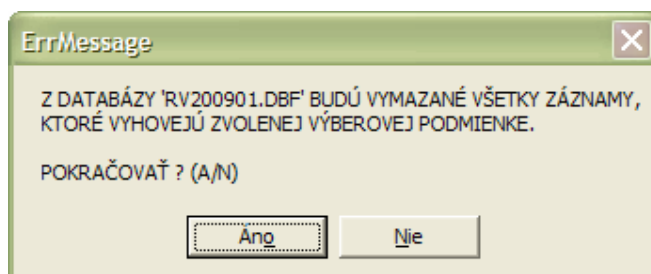 ErrMessage
Z DATABÁZY 'RV200901.DBF' BUDÚ VYMAZANÉ VŠETKY ZÁZNAMY,
KTORÉ VYHOVEJÚ ZVOLENEJ VÝBEROVEJ PODMIENKE.
POKRAČOVAŤ ? (A/N)
Áno Nie